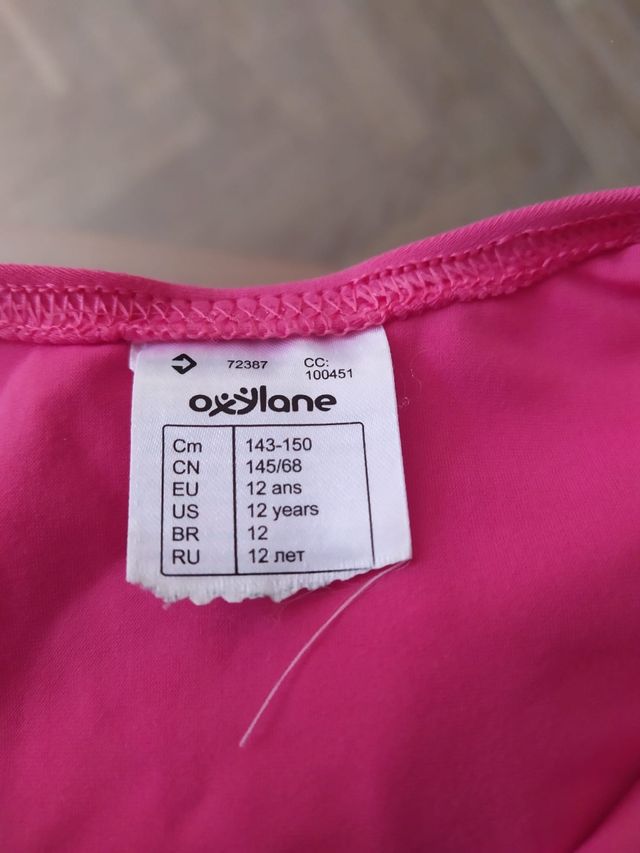 72387 CC:
100451
oxylane
Cm 143-150
CN 145/68
EU 12 ans
US 12 years
BR 12
RU 12 лет